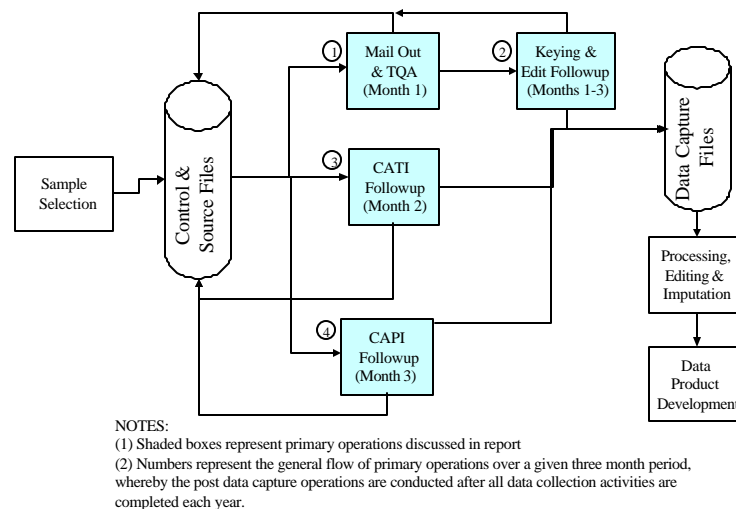 1
Mail Out
& TQA
(Month 1)
2
Keying &
Edit Followup
(Months 1-3)
Sample
Selection
Control &
Source Files
3
CATI
Followup
(Month 2)
Data Capture
Files
4
CAPI
Followup
(Month 3)
Processing,
Editing &
Imputation
Data
Product
Development
NOTES:
(1) Shaded boxes represent primary operations discussed in report
(2) Numbers represent the general flow of primary operations over a given three month period,
whereby the post data capture operations are conducted after all data collection activities are
completed each year.